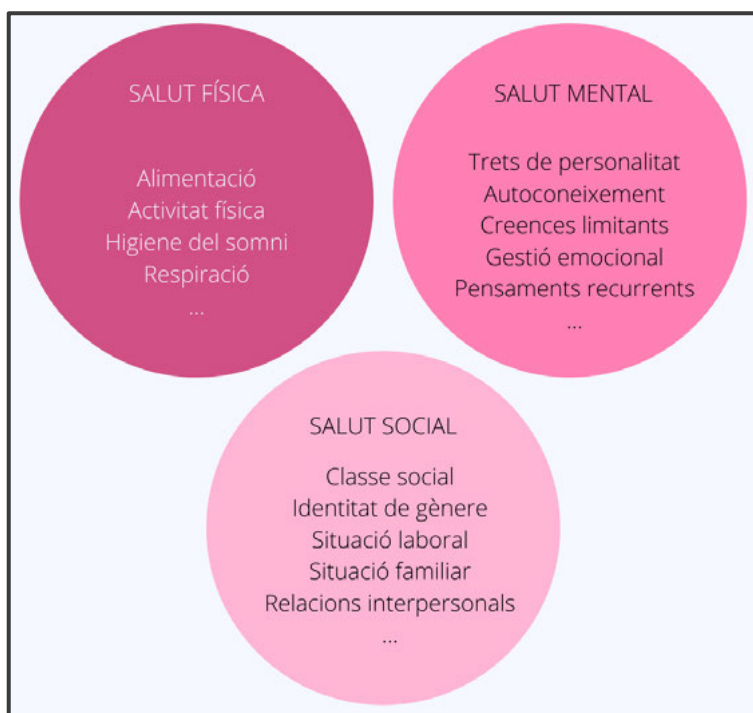 SALUT FÍSICA
Alimentació
Activitat física
Higiene del somni
Respiració
...
SALUT MENTAL
Trets de personalitat
Autoconeixement
Creences limitants
Gestió emocional
Pensaments recurrents
...
SALUT SOCIAL
Classe social
Identitat de gènere
Situació laboral
Situació familiar
Relacions interpersonals
...